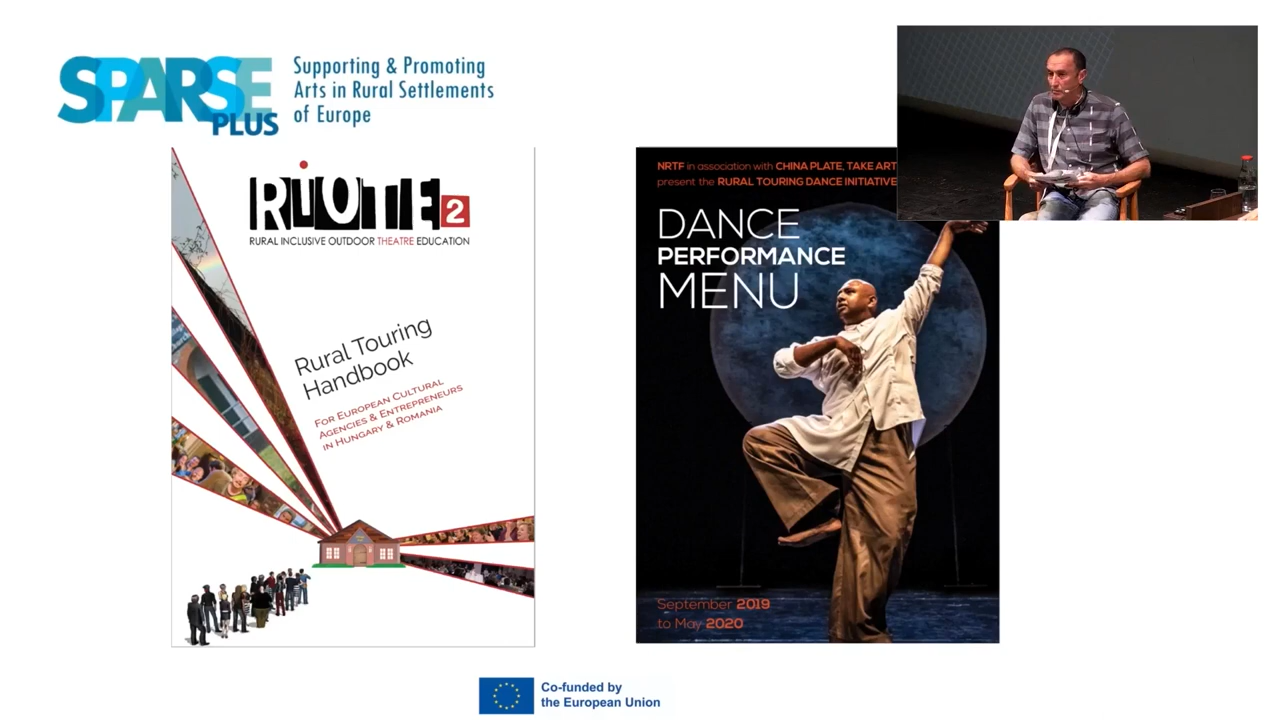 SPARSE
PLUS
Supporting & Promoting
Arts in Rural Settlements
of Europe
RIOTE 2
RURAL INCLUSIVE OUTDOOR THEATRE EDUCATION
Rural Touring
Handbook
FOR EUROPEAN CULTURAL
AGENCIES & ENTREPRENEURS
IN HUNGARY & ROMANIA
NRTF in association with CHINA PLATE, TAKE ART
present the RURAL TOURING DANCE INITIATIVE
DANCE
PERFORMANCE
MENU
September 2019
to May 2020
Co-funded by
the European Union